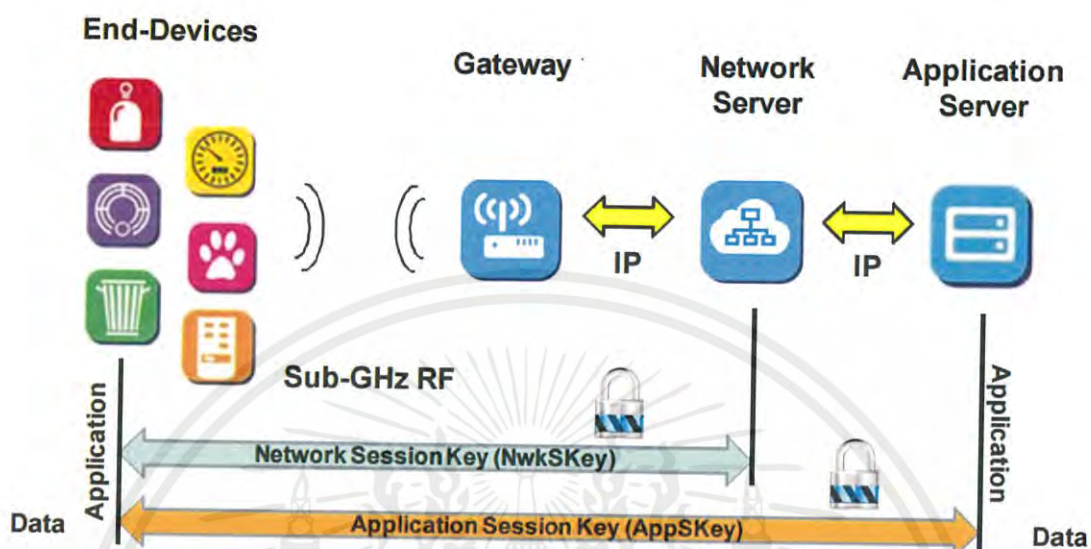 End-Devices
Gateway
Network
Server
Application
Server
IP
IP
Sub-GHz RF
Application
Application
Network Session Key (NwkSKey)
Data
Application Session Key (AppSKey)
Data